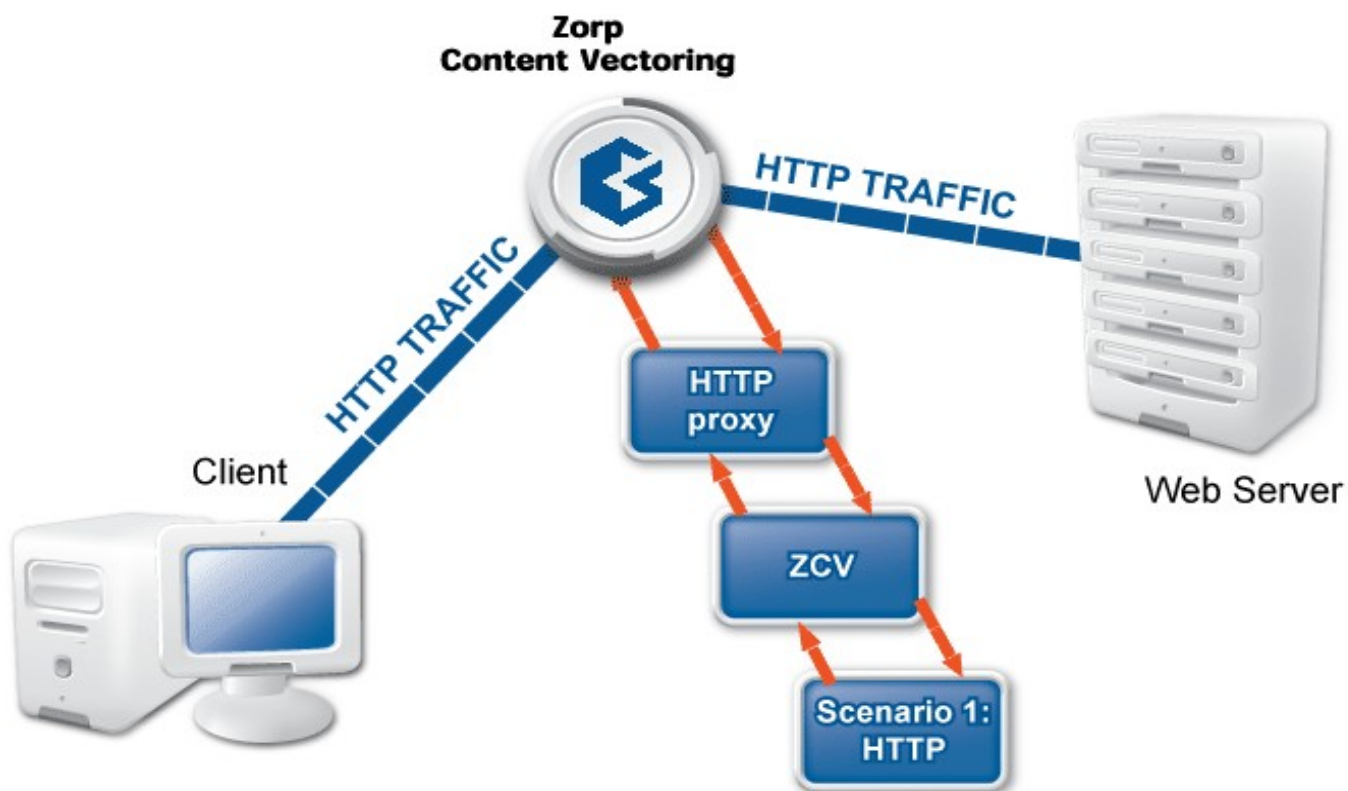 Zorp
Content Vectoring
HTTP TRAFFIC
HTTP TRAFFIC
Client
Web Server
HTTP
proxy
ZCV
Scenario 1:
HTTP